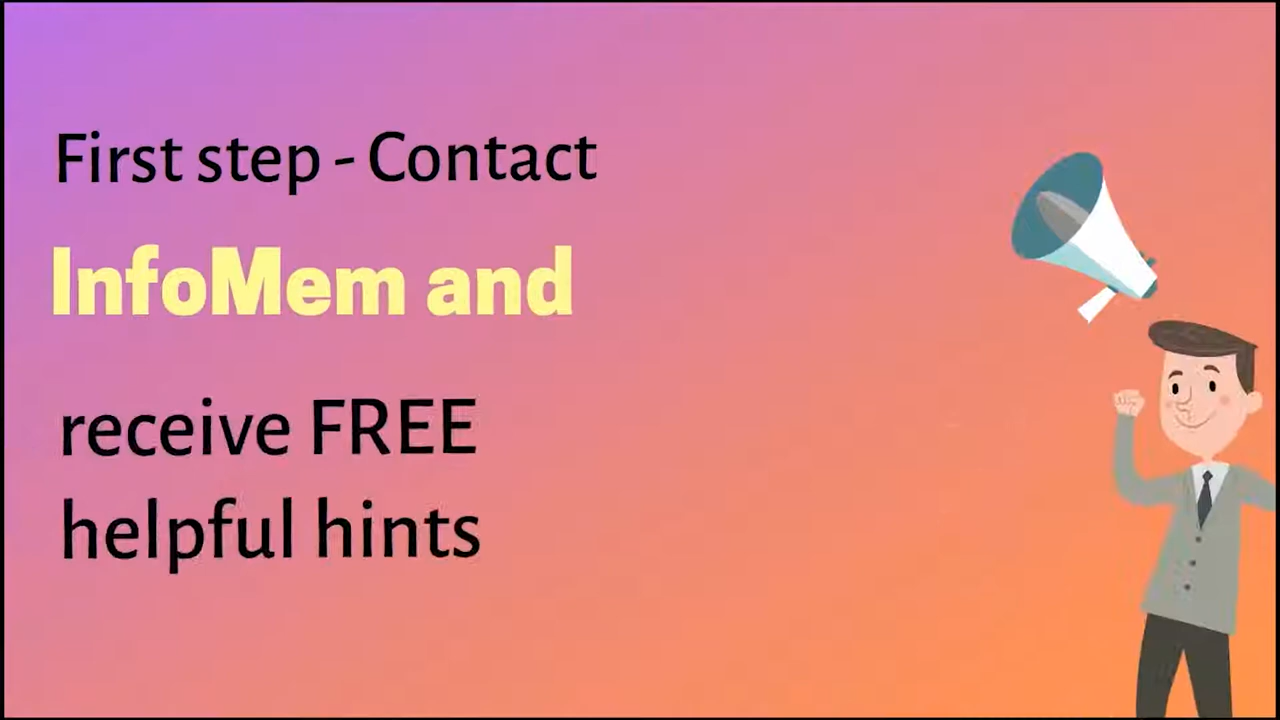 First step - Contact
InfoMem and
receive FREE
helpful hints